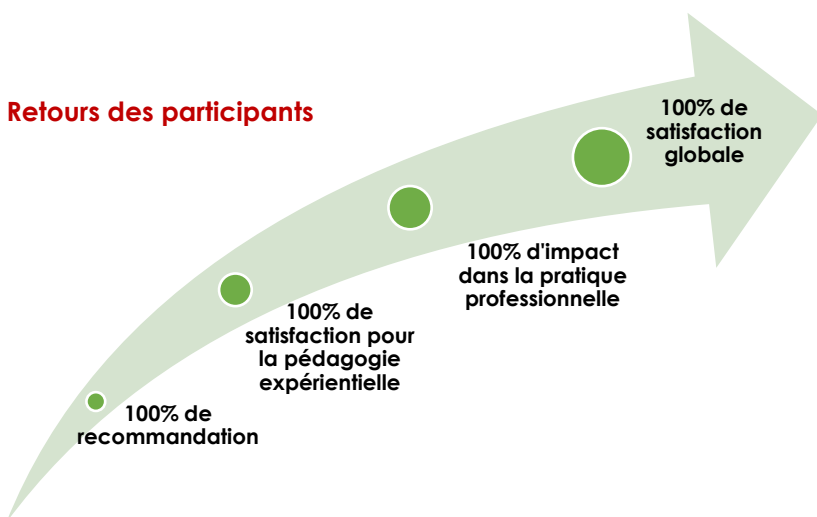 Retours des participants
100% de
satisfaction
globale
100% d'impact
dans la pratique
professionnelle
100% de
satisfaction pour
la pédagogie
expérientielle
100% de
recommandation